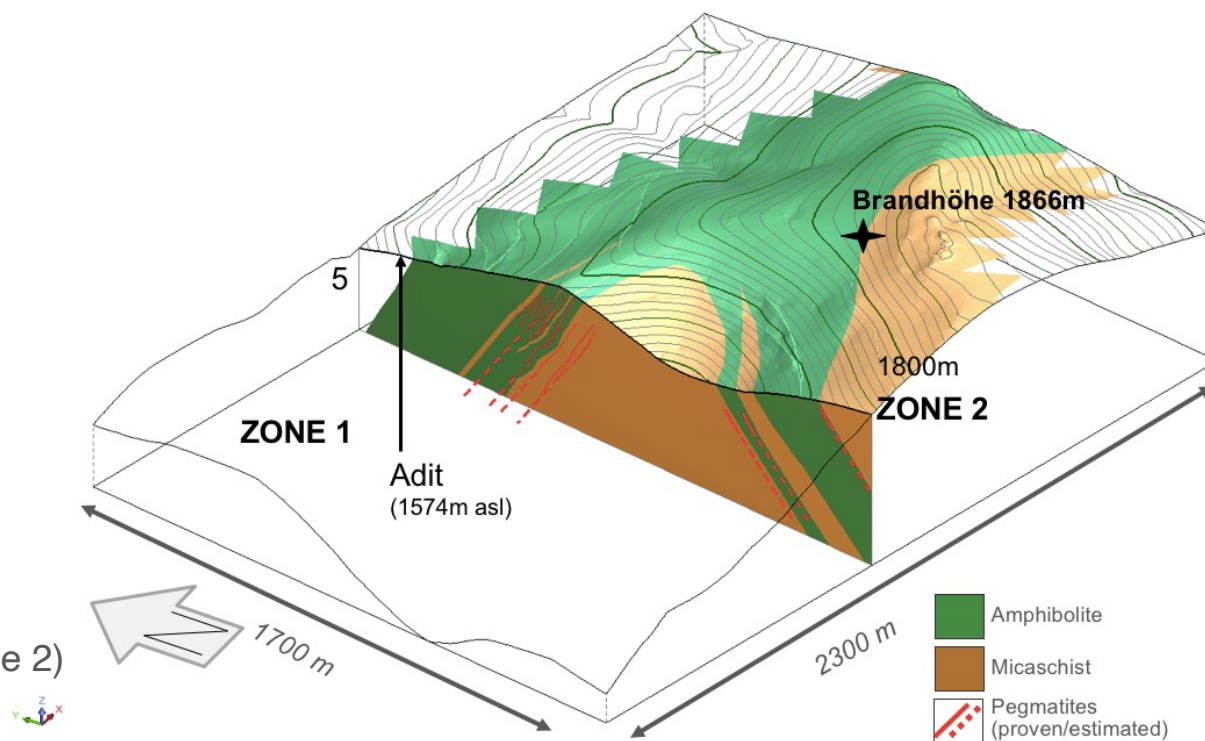 Brandhöhe 1866m
5
1800m
ZONE 2
ZONE 1
Adit
(1574m asl)
N
1700 m
2300 m
e 2)
Amphibolite
Micaschist
Pegmatites
(proven/estimated)
Z
Y
X